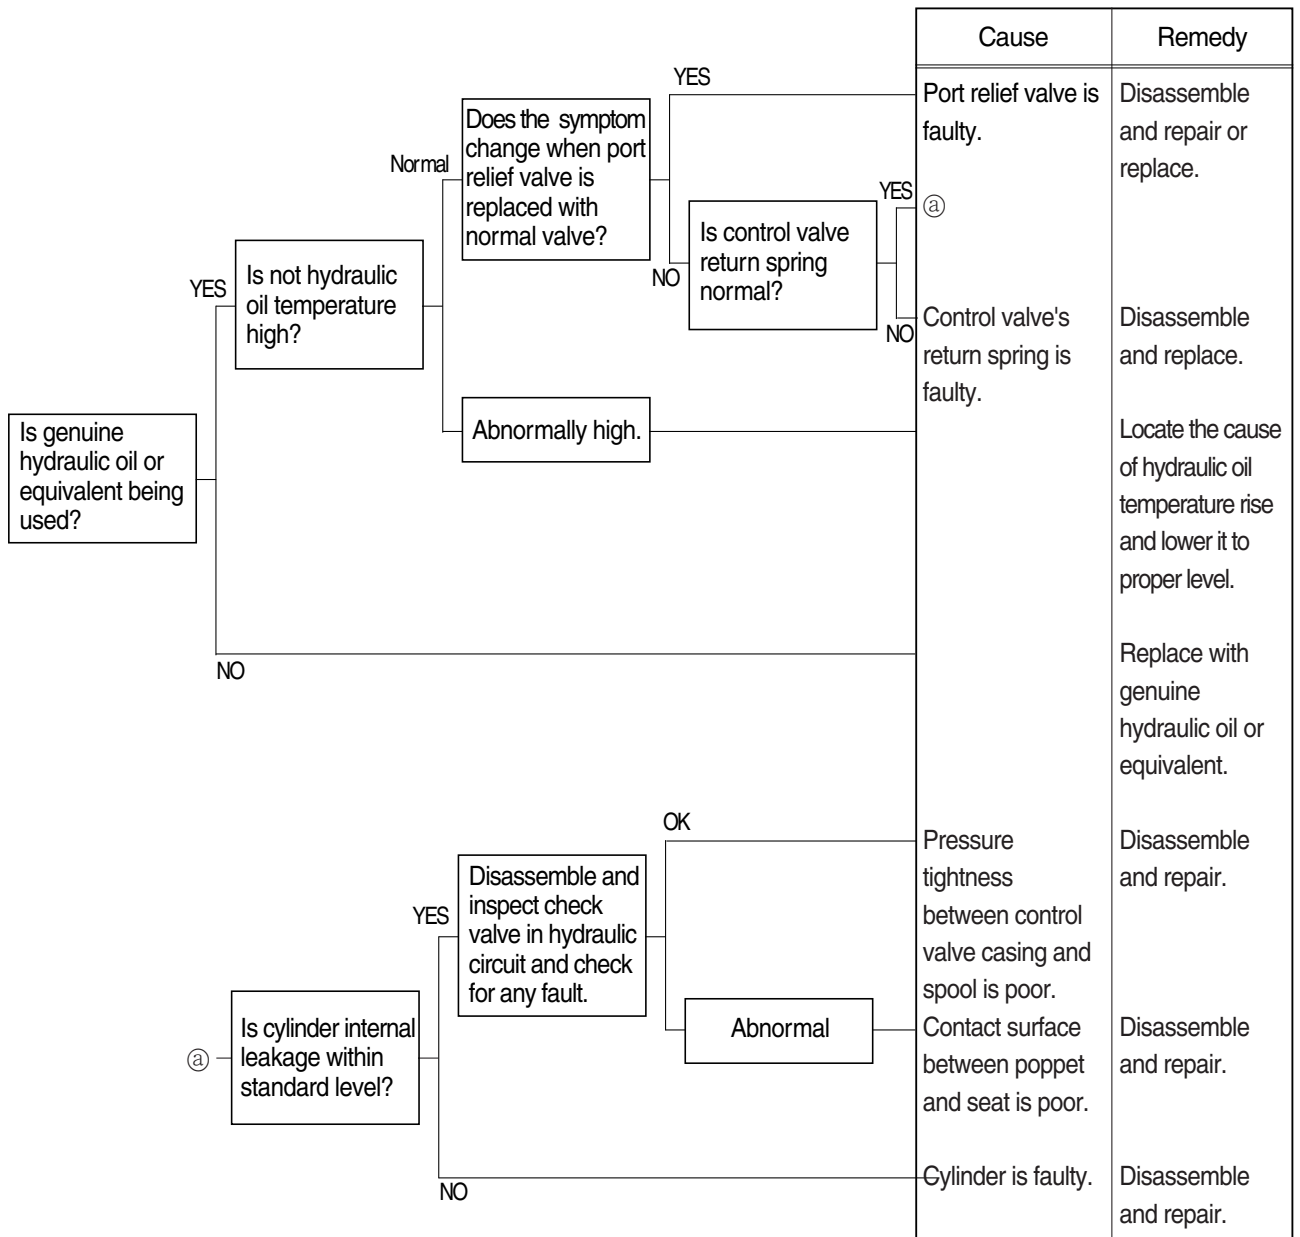 Cause
Remedy
YES
Port relief valve is
faulty.
Disassemble
and repair or
replace.
Does the symptom
change when port
relief valve is
replaced with
normal valve?
Normal
YES
ⓐ
Is control valve
return spring
normal?
NO
NO
Control valve's
return spring is
faulty.
Disassemble
and replace.
YES
Is not hydraulic
oil temperature
high?
Abnormally high.
Locate the cause
of hydraulic oil
temperature rise
and lower it to
proper level.
Is genuine
hydraulic oil or
equivalent being
used?
NO
Replace with
genuine
hydraulic oil or
equivalent.
OK
Pressure
tightness
between control
valve casing and
spool is poor.
Disassemble
and repair.
YES
Disassemble and
inspect check
valve in hydraulic
circuit and check
for any fault.
Abnormal
Contact surface
between poppet
and seat is poor.
Disassemble
and repair.
ⓐ
Is cylinder internal
leakage within
standard level?
NO
Cylinder is faulty.
Disassemble
and repair.